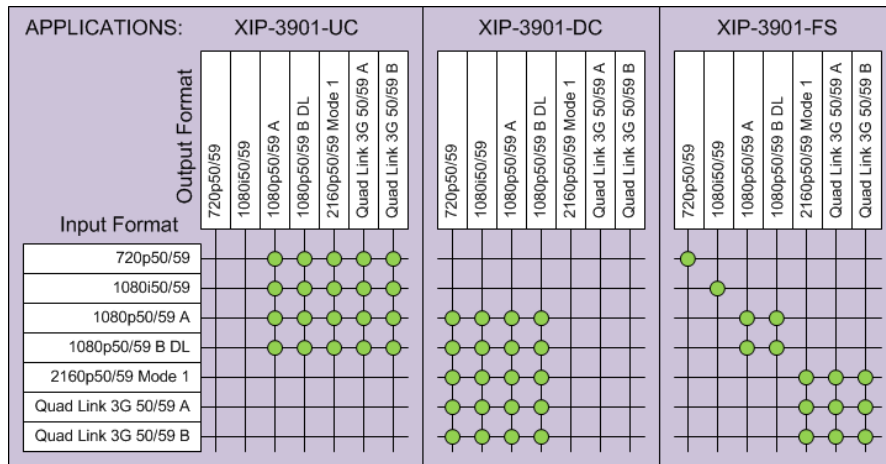 APPLICATIONS:
XIP-3901-UC
XIP-3901-DC
XIP-3901-FS
Output Format
720p50/59
1080i50/59
1080p50/59 A
1080p50/59 B DL
2160p50/59 Mode 1
Quad Link 3G 50/59 A
Quad Link 3G 50/59 B
720p50/59
1080i50/59
1080p50/59 A
1080p50/59 B DL
2160p50/59 Mode 1
Quad Link 3G 50/59 A
Quad Link 3G 50/59 B
720p50/59
1080i50/59
1080p50/59 A
1080p50/59 B DL
2160p50/59 Mode 1
Quad Link 3G 50/59 A
Quad Link 3G 50/59 B
Input Format
720p50/59
1080i50/59
1080p50/59 A
1080p50/59 B DL
2160p50/59 Mode 1
Quad Link 3G 50/59 A
Quad Link 3G 50/59 B